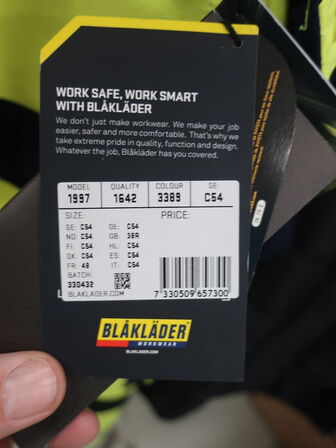 WORK SAFE, WORK SMART
WITH BLÅKLÄDER
We don't just make workwear. We make your job
easier, safer and more comfortable. That's why we
take extreme pride in quality, function and design.
Whatever the job, Blåkläder has you covered.
MODEL QUALITY COLOUR SE:
1997 1642 3389 C54
SIZE: PRICE:
SE: C54 DE: C54
NO: C54 GB: 38R
FI: C54 NL: C54
DK: C54 ES: C54
FR: 48 IT: C54
BATCH:
330432
BLAKLADER.COM
7 330509 657300
BLÅKLÄDER
WORKWEAR
WWW.BLAKLADER.COM